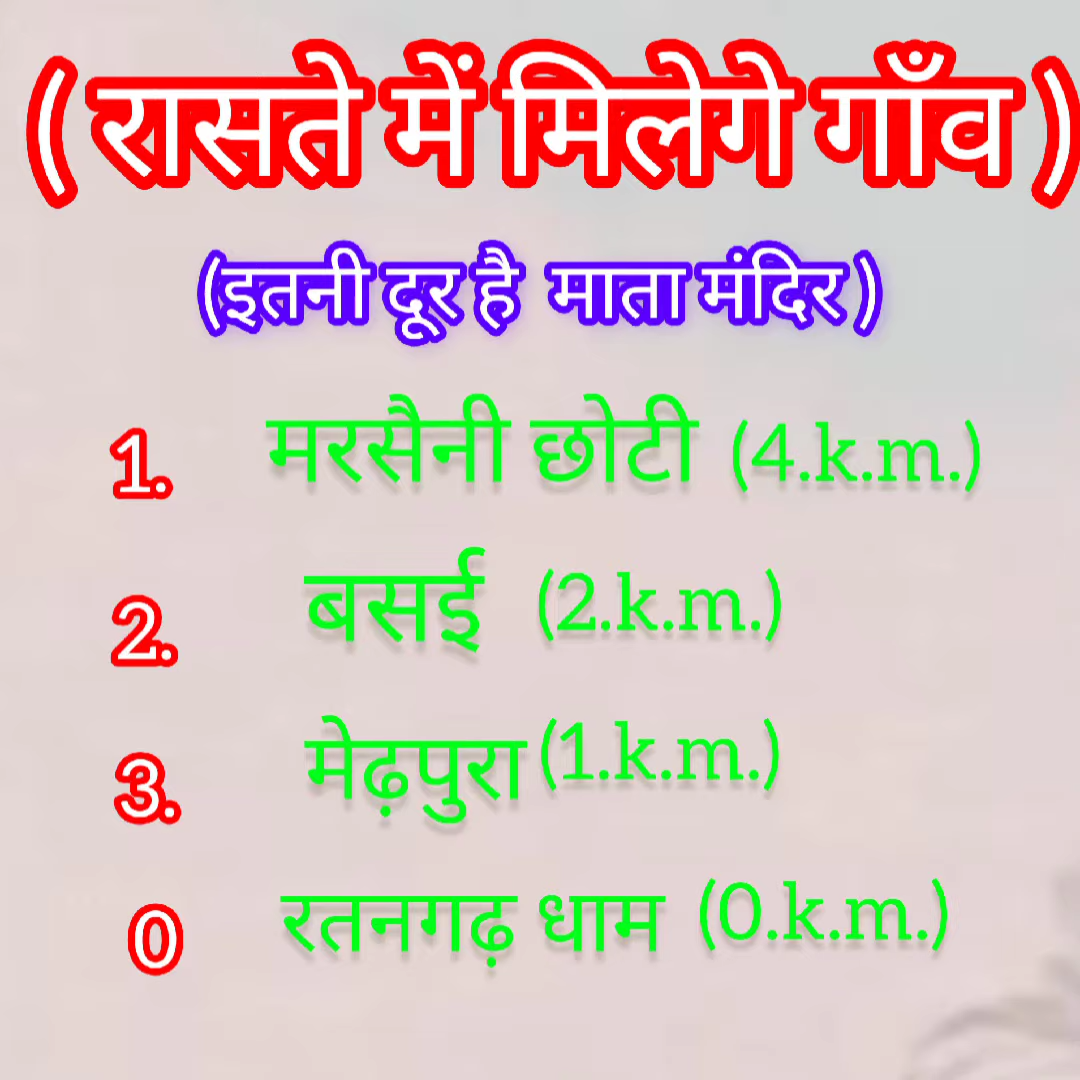 ( रासते में मिलेगे गाँव )
(इतनी दूर है माता मंदिर )
1. मरसैनी छोटी (4.k.m.)
2. बसई (2.k.m.)
3. मेढ़पुरा (1.k.m.)
0 रतनगढ़ धाम (0.k.m.)